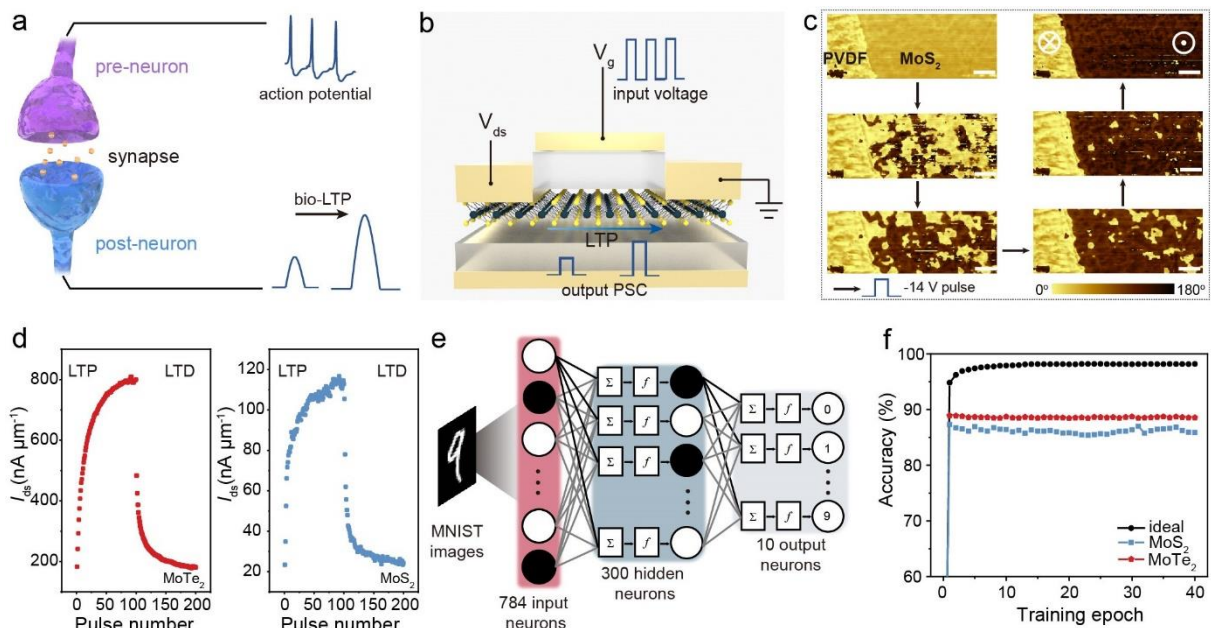 a
pre-neuron
action potential
synapse
bio-LTP
post-neuron
b
V_g
input voltage
V_ds
LTP
output PSC
c
PVDF
MoS₂
-14 V pulse
0° 180°
d
LTP LTD
I_ds (nA μm⁻¹)
800
600
400
200
MoTe₂
0 50 100 150 200
Pulse number
LTP LTD
I_ds (nA μm⁻¹)
120
100
80
60
40
20
MoS₂
0 50 100 150 200
Pulse number
e
MNIST
images
784 input
neurons
Σ f
Σ f
Σ f
Σ f
300 hidden
neurons
Σ f 0
Σ f 1
Σ f 9
10 output
neurons
f
Accuracy (%)
100
90
80
70
60
ideal
MoS₂
MoTe₂
0 10 20 30 40
Training epoch